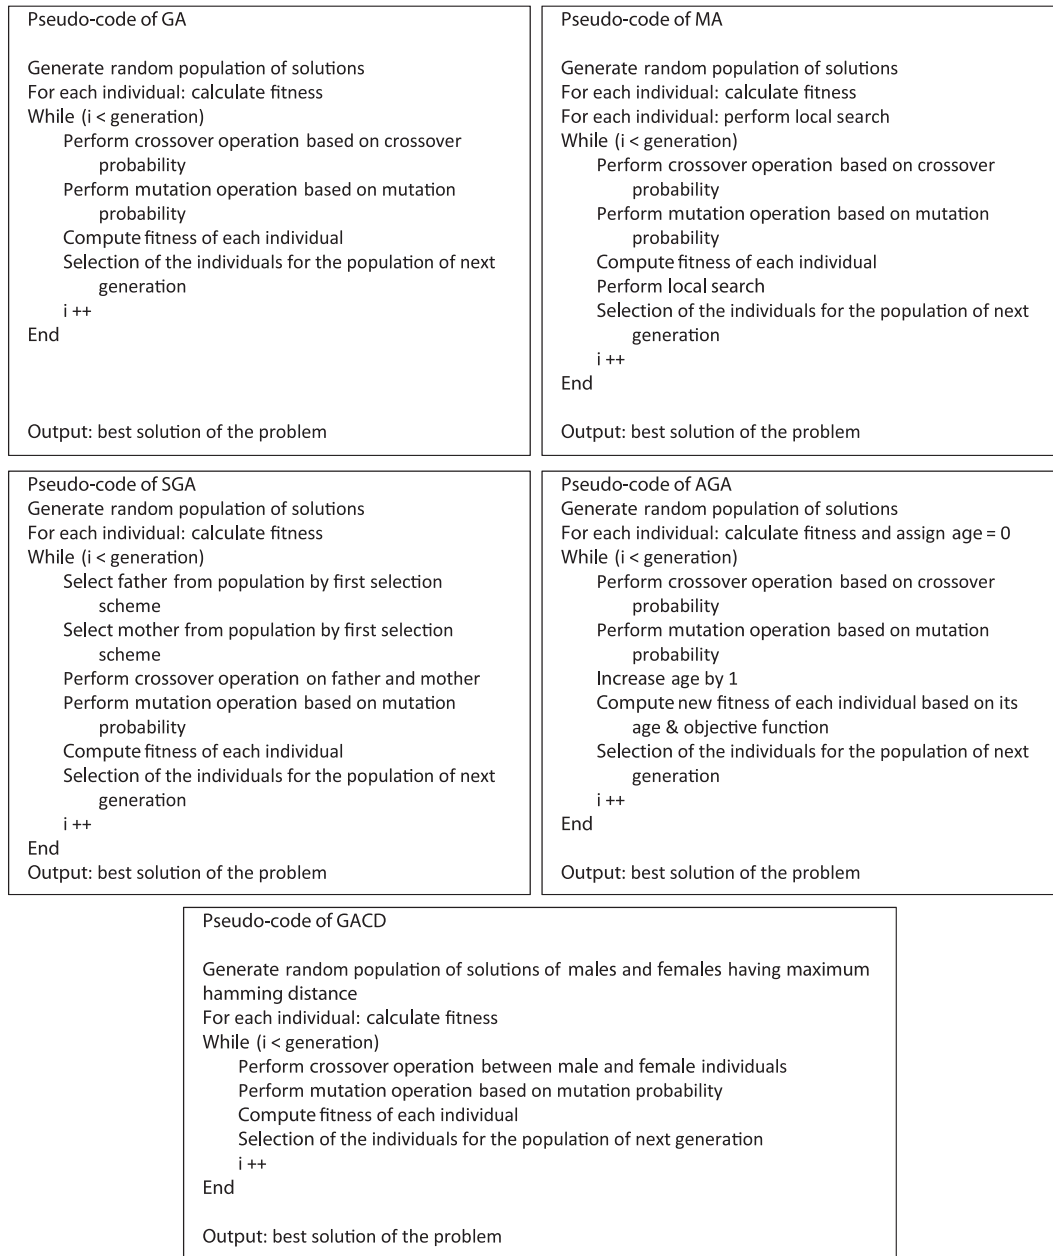 Pseudo-code of GA
Generate random population of solutions
For each individual: calculate fitness
While (i < generation)
Perform crossover operation based on crossover
probability
Perform mutation operation based on mutation
probability
Compute fitness of each individual
Selection of the individuals for the population of next
generation
i ++
End
Output: best solution of the problem
Pseudo-code of MA
Generate random population of solutions
For each individual: calculate fitness
For each individual: perform local search
While (i < generation)
Perform crossover operation based on crossover
probability
Perform mutation operation based on mutation
probability
Compute fitness of each individual
Perform local search
Selection of the individuals for the population of next
generation
i ++
End
Output: best solution of the problem
Pseudo-code of SGA
Generate random population of solutions
For each individual: calculate fitness
While (i < generation)
Select father from population by first selection
scheme
Select mother from population by first selection
scheme
Perform crossover operation on father and mother
Perform mutation operation based on mutation
probability
Compute fitness of each individual
Selection of the individuals for the population of next
generation
i ++
End
Output: best solution of the problem
Pseudo-code of AGA
Generate random population of solutions
For each individual: calculate fitness and assign age = 0
While (i < generation)
Perform crossover operation based on crossover
probability
Perform mutation operation based on mutation
probability
Increase age by 1
Compute new fitness of each individual based on its
age & objective function
Selection of the individuals for the population of next
generation
i ++
End
Output: best solution of the problem
Pseudo-code of GACD
Generate random population of solutions of males and females having maximum
hamming distance
For each individual: calculate fitness
While (i < generation)
Perform crossover operation between male and female individuals
Perform mutation operation based on mutation probability
Compute fitness of each individual
Selection of the individuals for the population of next generation
i ++
End
Output: best solution of the problem